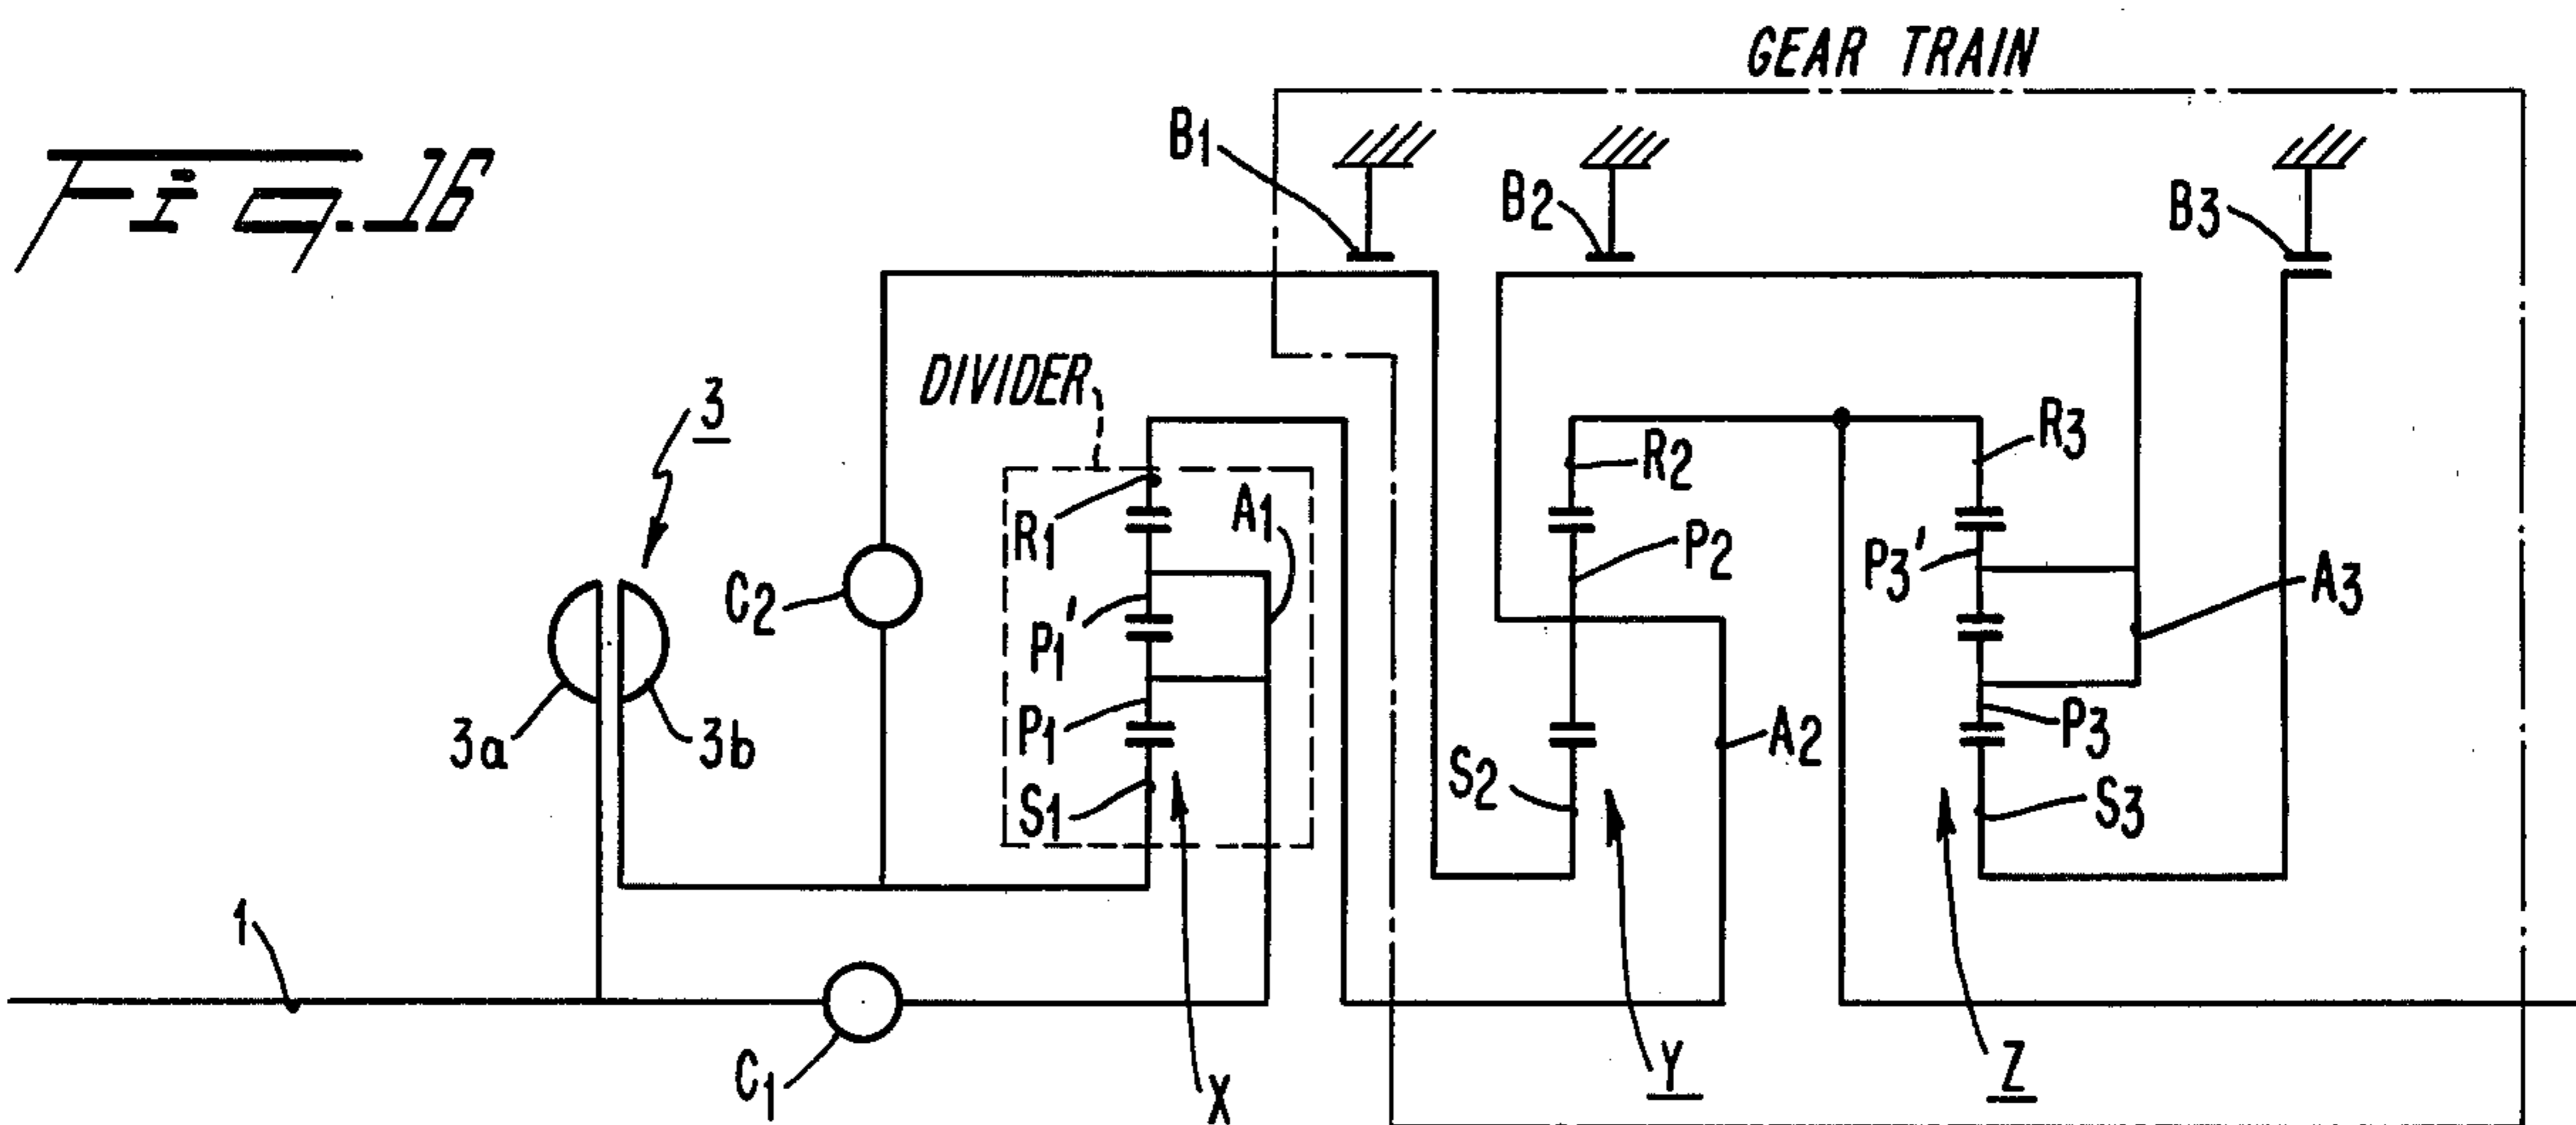 GEAR TRAIN
Fig. 16
B1
B2
B3
DIVIDER
3
R1
A1
R2
R3
C2
P1'
P2
P3'
A3
3a
3b
P1
S1
S2
A2
P3
S3
1
C1
X
Y
Z